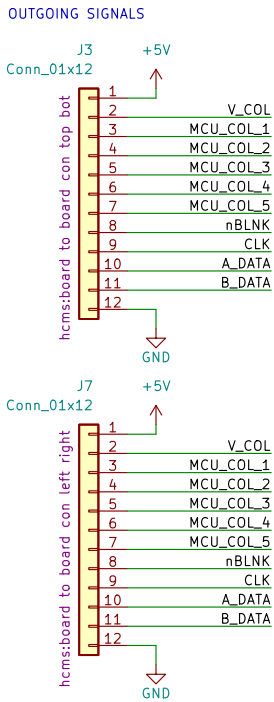 OUTGOING SIGNALS
J3
+5V
Conn_01x12
hcms:board to board con top bot
1
2 V_COL
3 MCU_COL_1
4 MCU_COL_2
5 MCU_COL_3
6 MCU_COL_4
7 MCU_COL_5
8 nBLNK
9 CLK
10 A_DATA
11 B_DATA
12
GND
J7
+5V
Conn_01x12
hcms:board to board con left right
1
2 V_COL
3 MCU_COL_1
4 MCU_COL_2
5 MCU_COL_3
6 MCU_COL_4
7 MCU_COL_5
8 nBLNK
9 CLK
10 A_DATA
11 B_DATA
12
GND